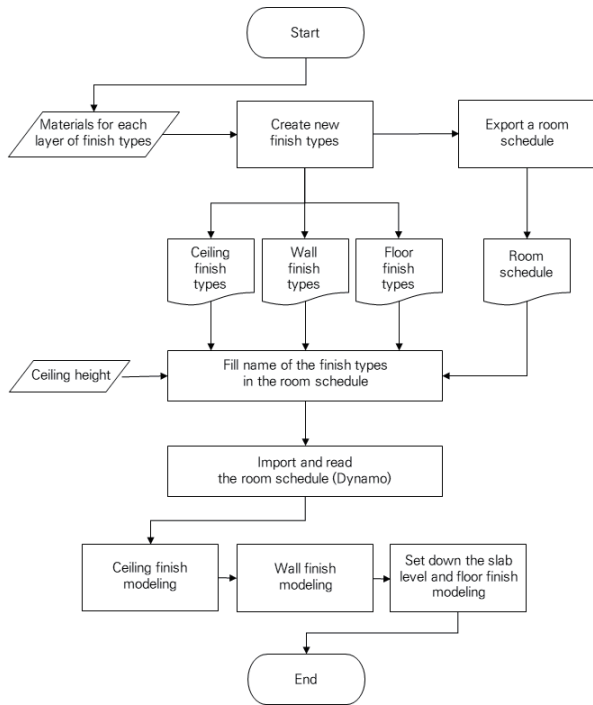 Start
Materials for each
layer of finish types
Create new
finish types
Export a room
schedule
Ceiling
finish
types
Wall
finish
types
Floor
finish
types
Room
schedule
Ceiling height
Fill name of the finish types
in the room schedule
Import and read
the room schedule (Dynamo)
Ceiling finish
modeling
Wall finish
modeling
Set down the slab
level and floor finish
modeling
End